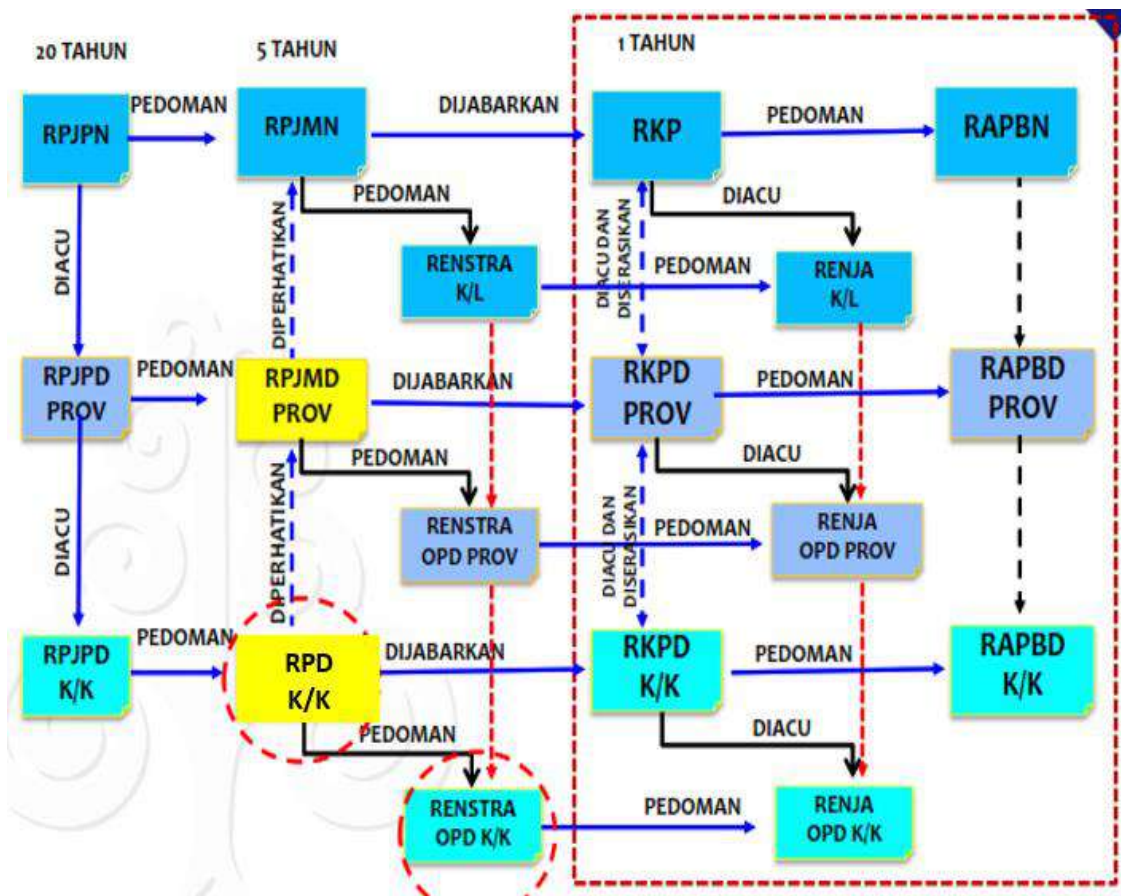 20 TAHUN
5 TAHUN
1 TAHUN
RPJPN
PEDOMAN
RPJMN
DIJABARKAN
RKP
PEDOMAN
RAPBN
DIACU
DIPERHATIKAN
PEDOMAN
RENSTRA
K/L
PEDOMAN
DIACU DAN
DISERASIKAN
DIACU
RENJA
K/L
RPJPD
PROV
PEDOMAN
RPJMD
PROV
DIJABARKAN
RKPD
PROV
PEDOMAN
RAPBD
PROV
DIACU
DIPERHATIKAN
PEDOMAN
RENSTRA
OPD PROV
PEDOMAN
DIACU DAN
DISERASIKAN
DIACU
RENJA
OPD PROV
RPJPD
K/K
PEDOMAN
RPD
K/K
DIJABARKAN
RKPD
K/K
PEDOMAN
RAPBD
K/K
PEDOMAN
RENSTRA
OPD K/K
PEDOMAN
DIACU
RENJA
OPD K/K